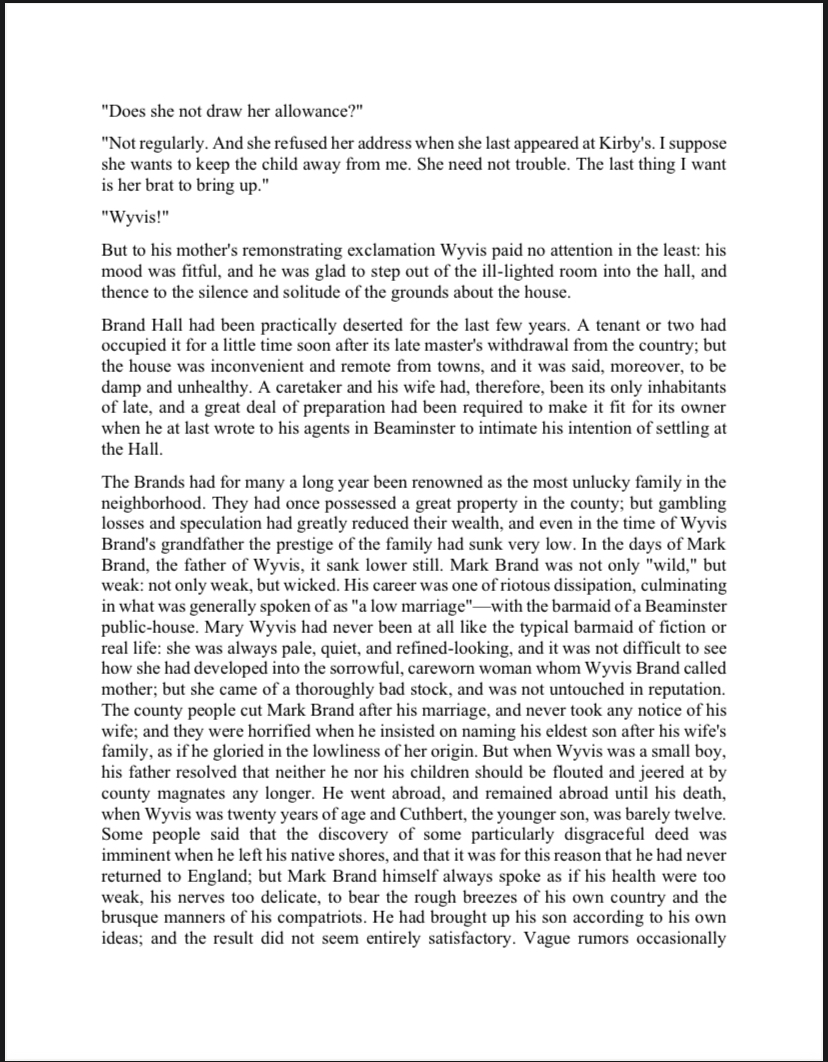 "Does she not draw her allowance?"
"Not regularly. And she refused her address when she last appeared at Kirby's. I suppose
she wants to keep the child away from me. She need not trouble. The last thing I want
is her brat to bring up."
"Wyvis!"
But to his mother's remonstrating exclamation Wyvis paid no attention in the least: his
mood was fitful, and he was glad to step out of the ill-lighted room into the hall, and
thence to the silence and solitude of the grounds about the house.
Brand Hall had been practically deserted for the last few years. A tenant or two had
occupied it for a little time soon after its late master's withdrawal from the country; but
the house was inconvenient and remote from towns, and it was said, moreover, to be
damp and unhealthy. A caretaker and his wife had, therefore, been its only inhabitants
of late, and a great deal of preparation had been required to make it fit for its owner
when he at last wrote to his agents in Beaminster to intimate his intention of settling at
the Hall.
The Brands had for many a long year been renowned as the most unlucky family in the
neighborhood. They had once possessed a great property in the county; but gambling
losses and speculation had greatly reduced their wealth, and even in the time of Wyvis
Brand's grandfather the prestige of the family had sunk very low. In the days of Mark
Brand, the father of Wyvis, it sank lower still. Mark Brand was not only "wild," but
weak: not only weak, but wicked. His career was one of riotous dissipation, culminating
in what was generally spoken of as "a low marriage"—with the barmaid of a Beaminster
public-house. Mary Wyvis had never been at all like the typical barmaid of fiction or
real life: she was always pale, quiet, and refined-looking, and it was not difficult to see
how she had developed into the sorrowful, careworn woman whom Wyvis Brand called
mother; but she came of a thoroughly bad stock, and was not untouched in reputation.
The county people cut Mark Brand after his marriage, and never took any notice of his
wife; and they were horrified when he insisted on naming his eldest son after his wife's
family, as if he gloried in the lowliness of her origin. But when Wyvis was a small boy,
his father resolved that neither he nor his children should be flouted and jeered at by
county magnates any longer. He went abroad, and remained abroad until his death,
when Wyvis was twenty years of age and Cuthbert, the younger son, was barely twelve.
Some people said that the discovery of some particularly disgraceful deed was
imminent when he left his native shores, and that it was for this reason that he had never
returned to England; but Mark Brand himself always spoke as if his health were too
weak, his nerves too delicate, to bear the rough breezes of his own country and the
brusque manners of his compatriots. He had brought up his son according to his own
ideas; and the result did not seem entirely satisfactory. Vague rumors occasionally